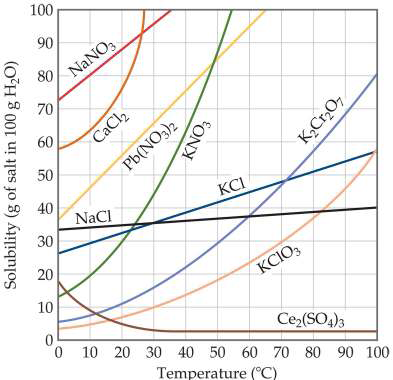 100
90
80
70
60
50
40
30
20
10
0
Solubility (g of salt in 100 g H₂O)
NaNO₃
CaCl₂
Pb(NO₃)₂
KNO₃
K₂Cr₂O₇
KCl
NaCl
KClO₃
Ce₂(SO₄)₃
0 10 20 30 40 50 60 70 80 90 100
Temperature (°C)